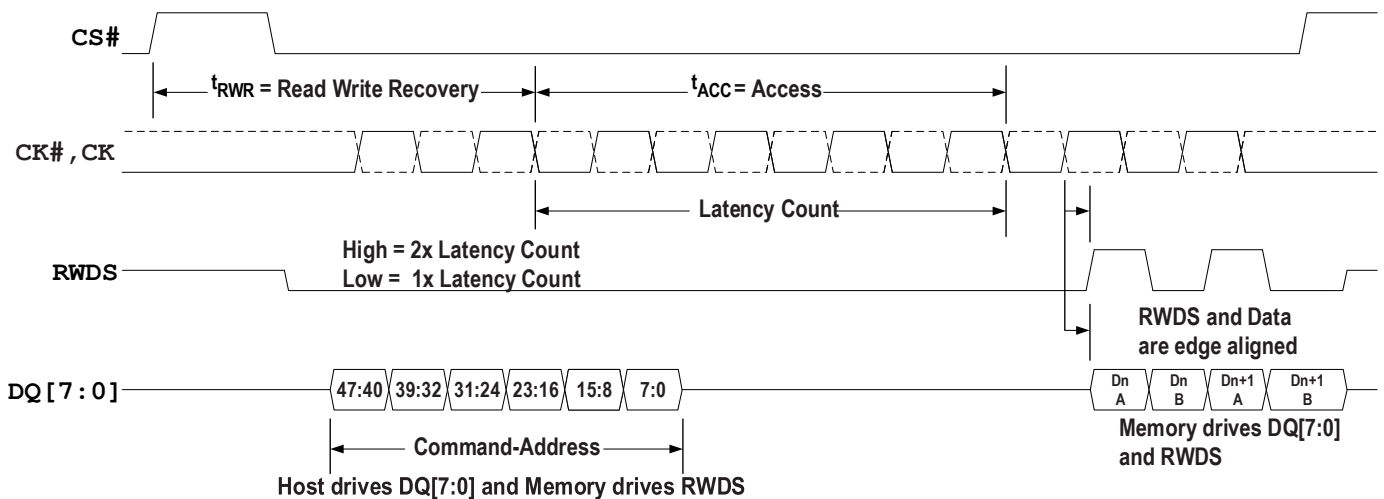 CS#
tRWR = Read Write Recovery
tACC = Access
CK#,CK
Latency Count
High = 2x Latency Count
Low = 1x Latency Count
RWDS
RWDS and Data
are edge aligned
DQ[7:0]
47:40 39:32 31:24 23:16 15:8 7:0
Dn A
Dn B
Dn+1 A
Dn+1 B
Command-Address
Memory drives DQ[7:0]
and RWDS
Host drives DQ[7:0] and Memory drives RWDS